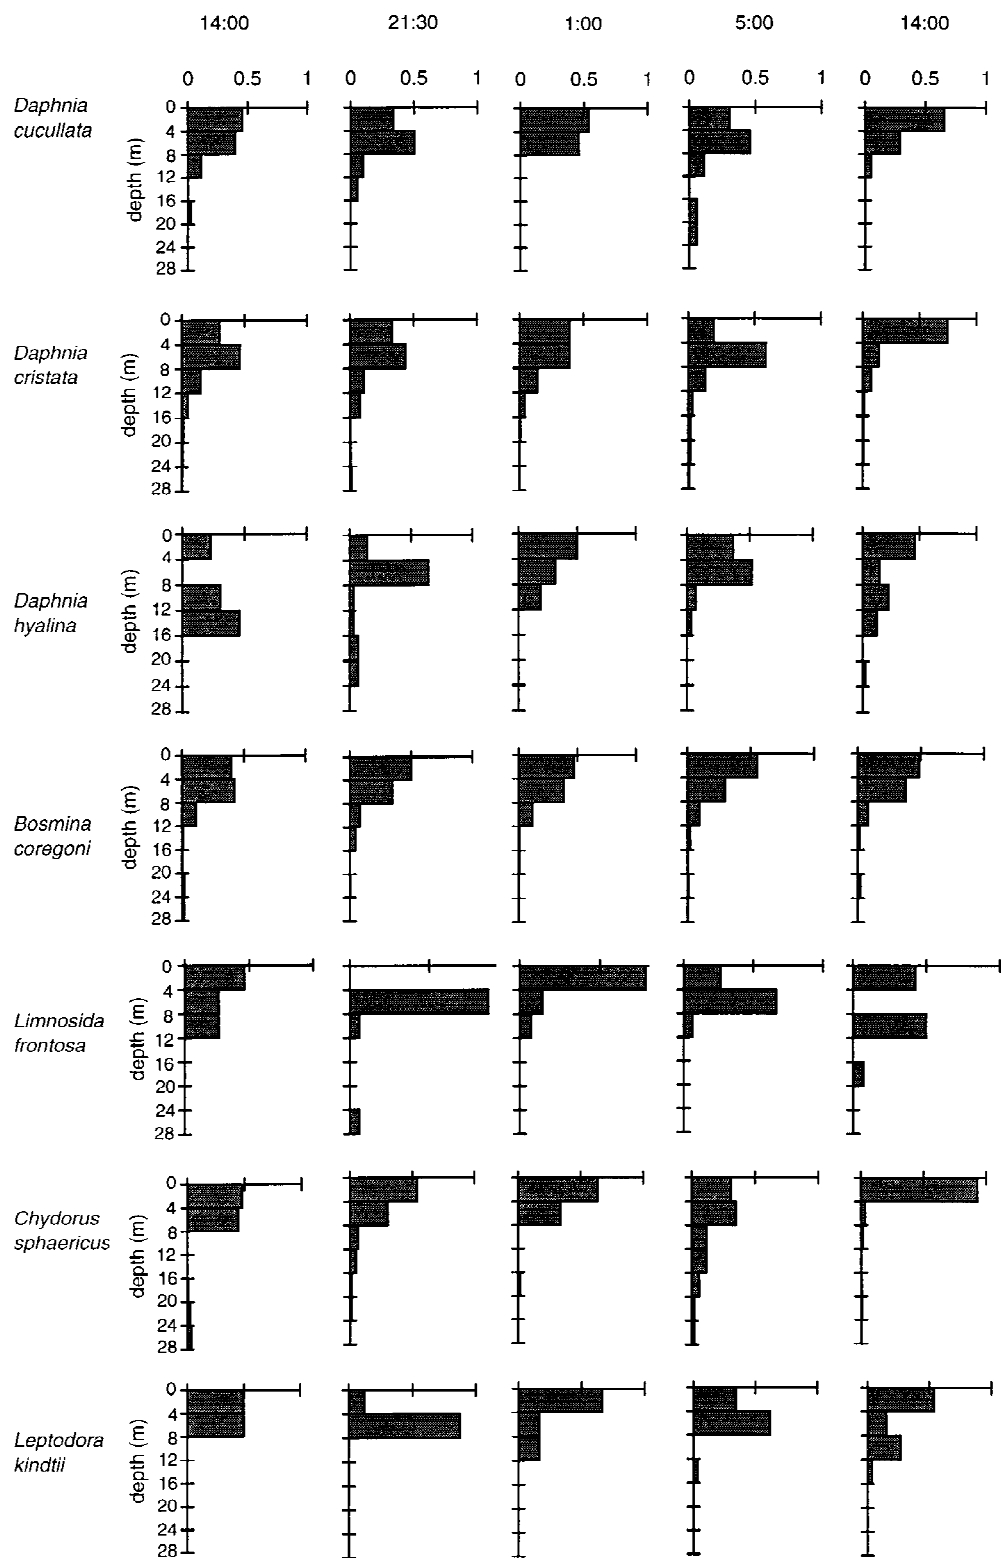 14:00 21:30 1:00 5:00 14:00
0 0.5 1 0 0.5 1 0 0.5 1 0 0.5 1 0 0.5 1
Daphnia
cucullata
depth (m)
0
4
8
12
16
20
24
28
Daphnia
cristata
depth (m)
0
4
8
12
16
20
24
28
Daphnia
hyalina
depth (m)
0
4
8
12
16
20
24
28
Bosmina
coregoni
depth (m)
0
4
8
12
16
20
24
28
Limnosida
frontosa
depth (m)
0
4
8
12
16
20
24
28
Chydorus
sphaericus
depth (m)
0
4
8
12
16
20
24
28
Leptodora
kindtii
depth (m)
0
4
8
12
16
20
24
28